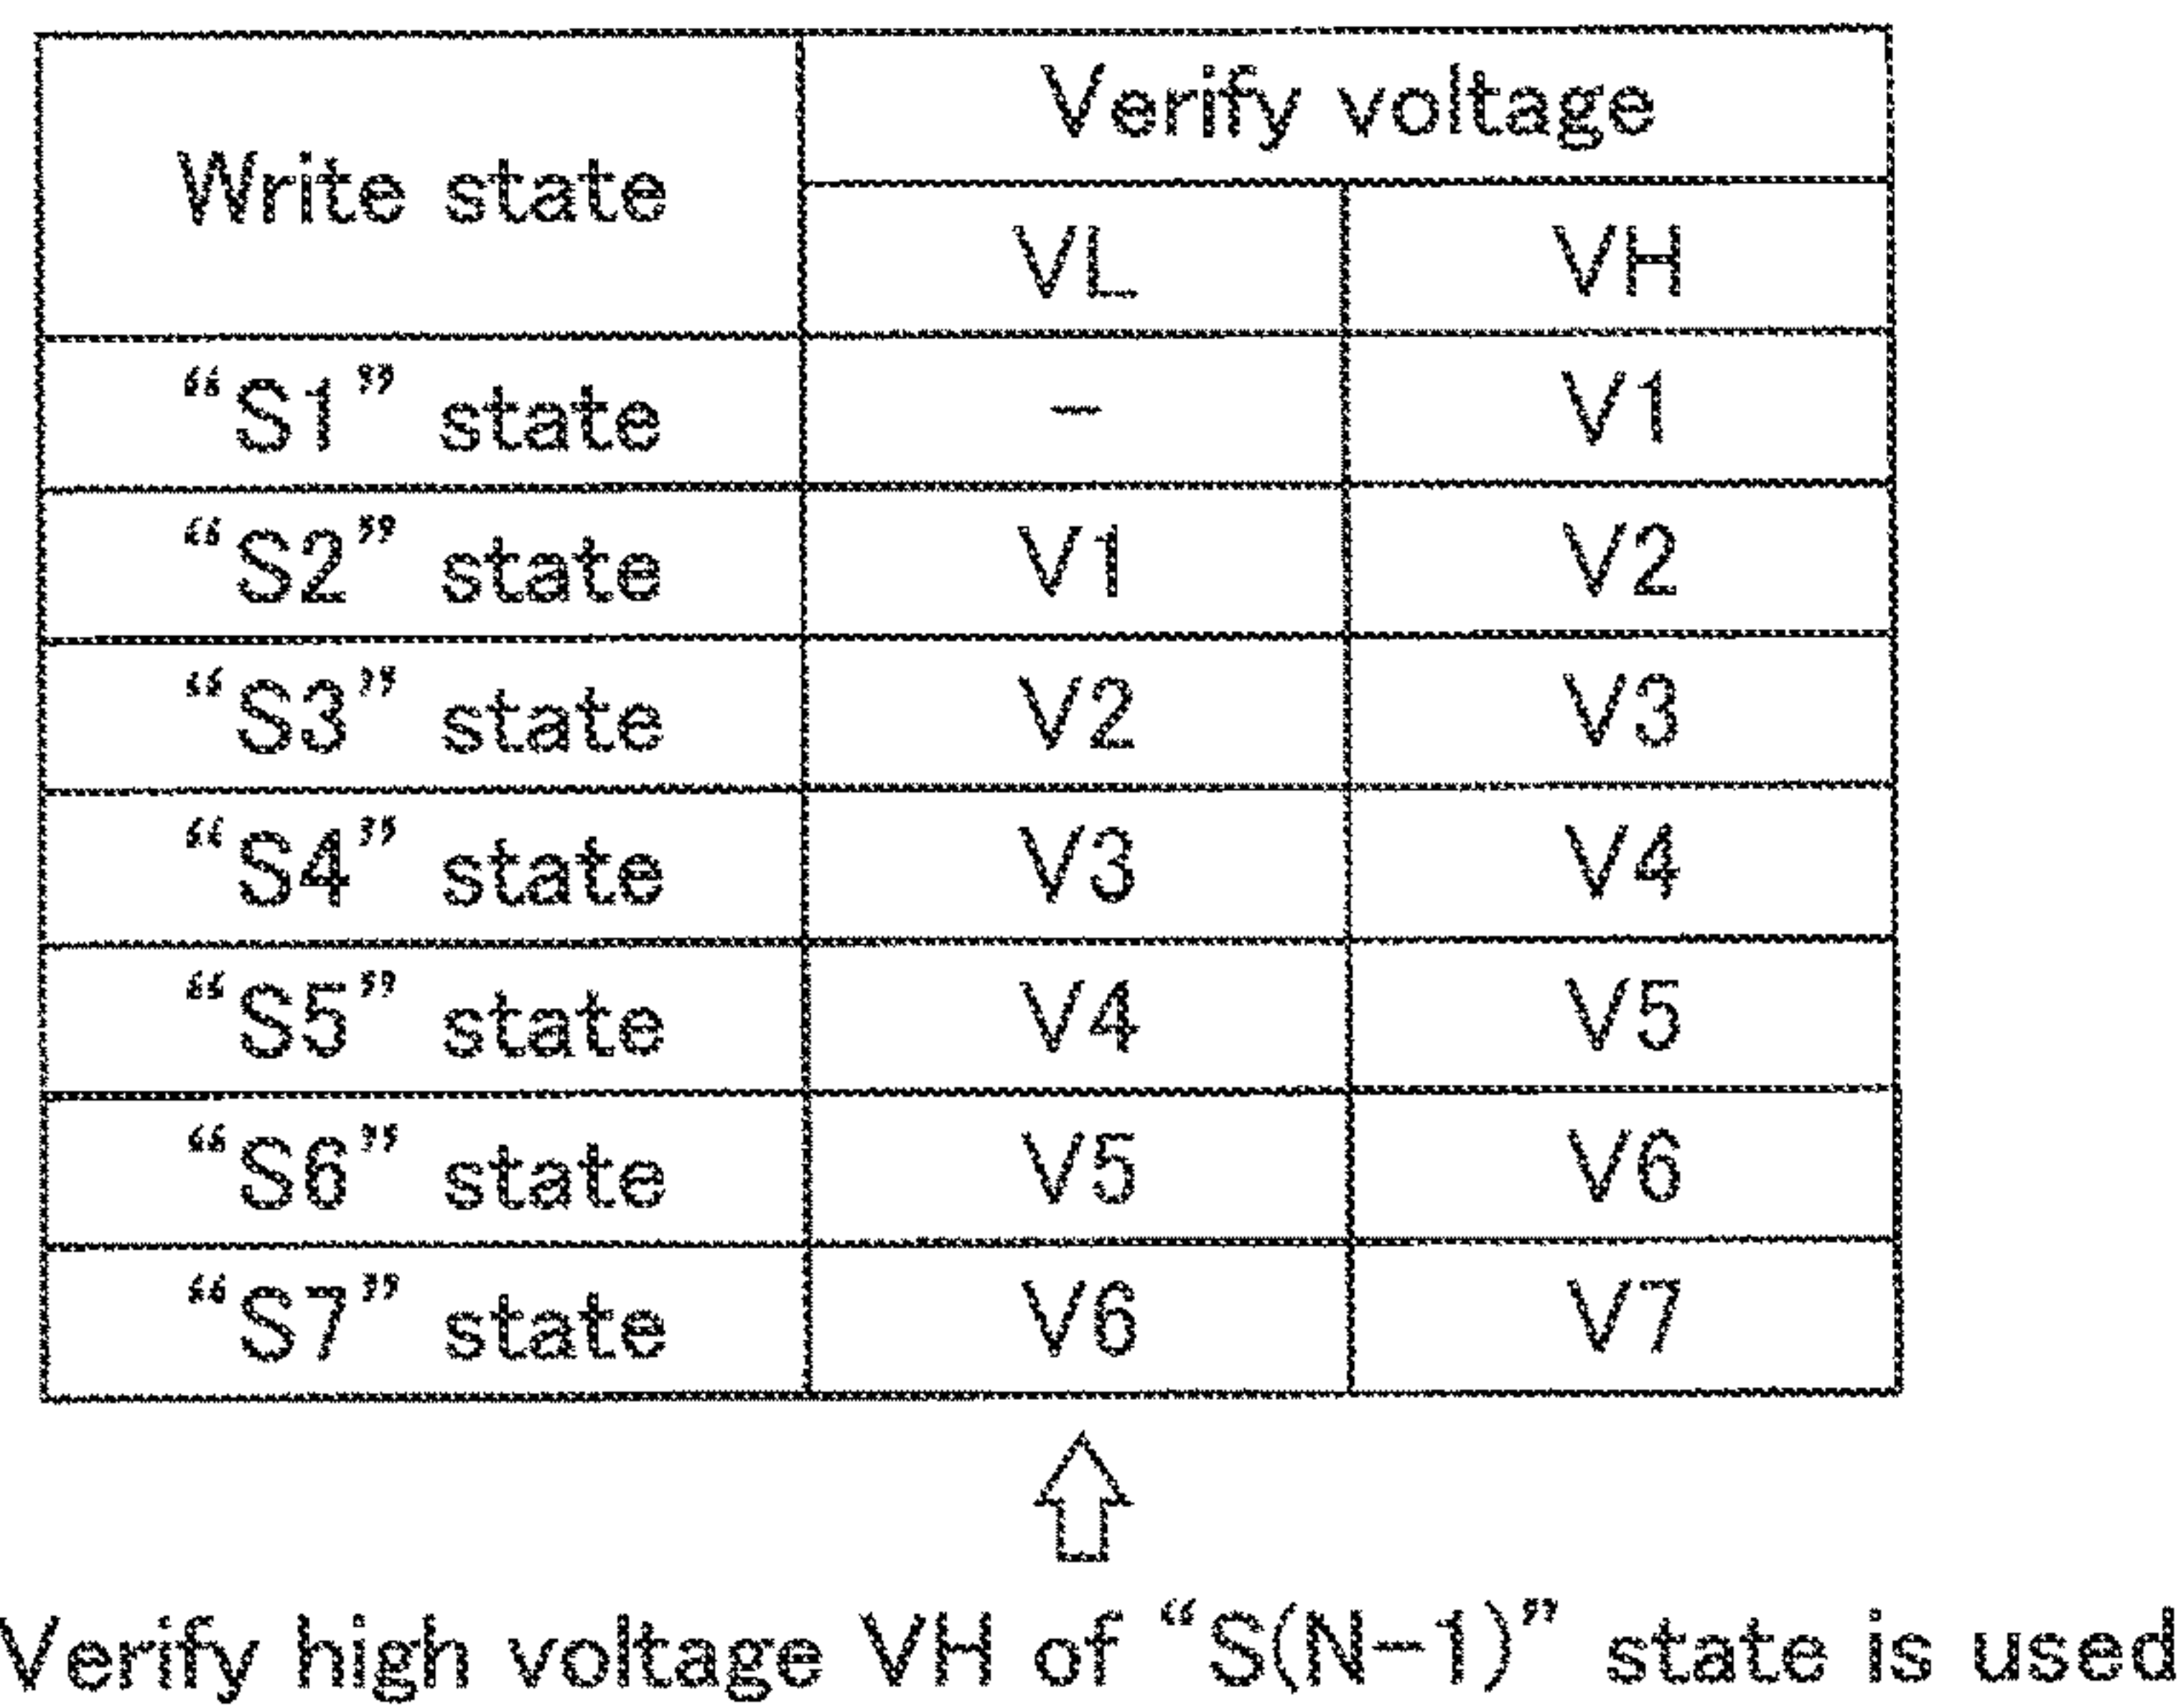 Write state Verify voltage
VL VH
“S1” state - V1
“S2” state V1 V2
“S3” state V2 V3
“S4” state V3 V4
“S5” state V4 V5
“S6” state V5 V6
“S7” state V6 V7
Verify high voltage VH of “S(N-1)” state is used